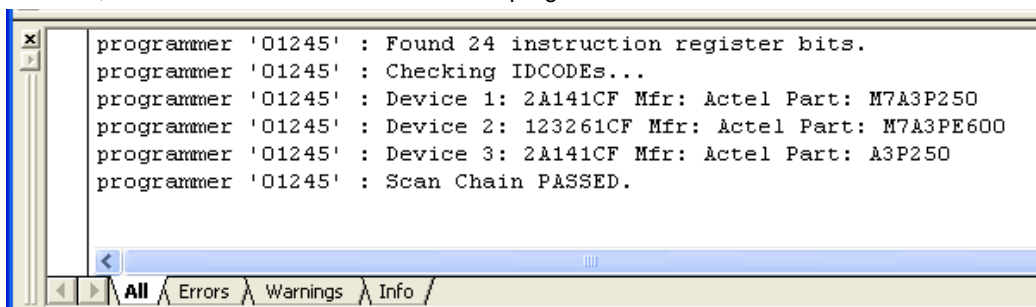 programmer '01245' : Found 24 instruction register bits.
programmer '01245' : Checking IDCODEs...
programmer '01245' : Device 1: 2A141CF Mfr: Actel Part: M7A3P250
programmer '01245' : Device 2: 123261CF Mfr: Actel Part: M7A3PE600
programmer '01245' : Device 3: 2A141CF Mfr: Actel Part: A3P250
programmer '01245' : Scan Chain PASSED.
All Errors Warnings Info